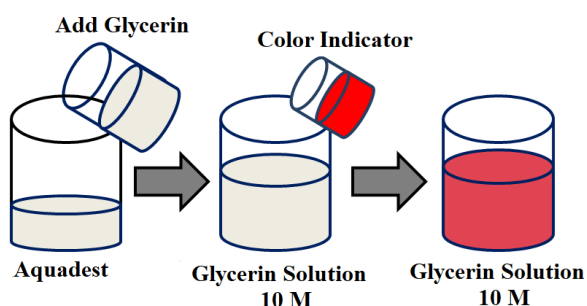 Add Glycerin
Color Indicator
Aquadest
Glycerin Solution
10 M
Glycerin Solution
10 M